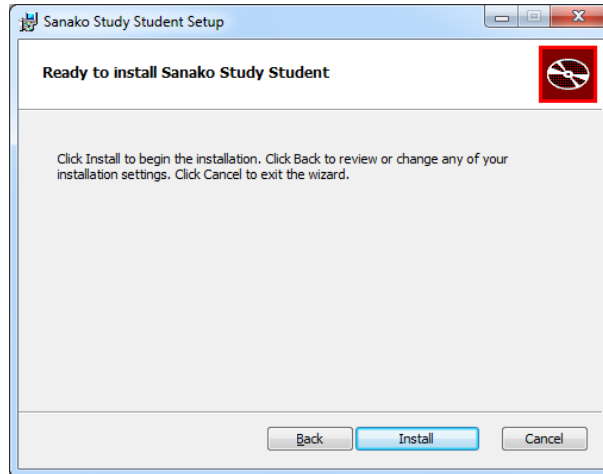 Sanako Study Student Setup
Ready to install Sanako Study Student
Click Install to begin the installation. Click Back to review or change any of your
installation settings. Click Cancel to exit the wizard.
Back Install Cancel